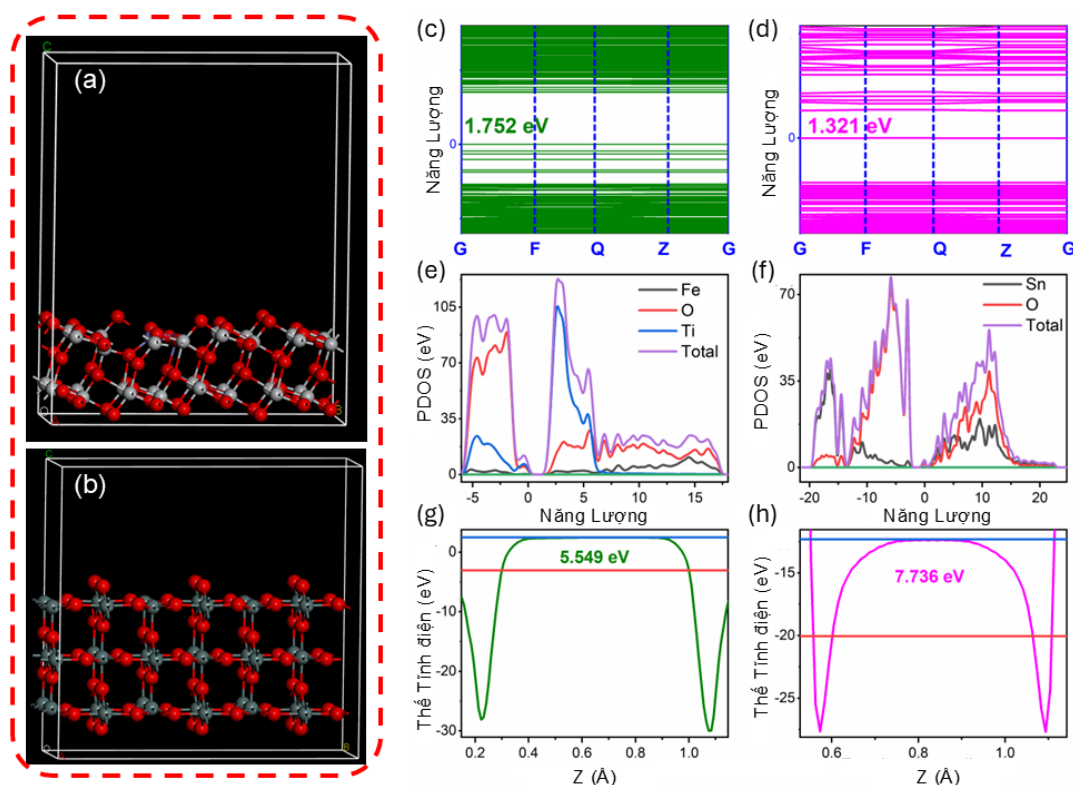 (a)
C
O
A
B
(b)
C
O
A
B
(c)
Năng Lượng
0
1.752 eV
G F Q Z G
(d)
Năng Lượng
0
1.321 eV
G F Q Z G
(e)
PDOS (eV)
105
70
35
0
Fe
O
Ti
Total
-5 0 5 10 15
Năng Lượng
(f)
PDOS (eV)
70
35
0
Sn
O
Total
-20 -10 0 10 20
Năng Lượng
(g)
Thế Tĩnh điện (eV)
0
-10
-20
-30
5.549 eV
0.2 0.4 0.6 0.8 1.0
Z (Å)
(h)
Thế Tĩnh điện (eV)
-15
-20
-25
7.736 eV
0.6 0.8 1.0
Z (Å)